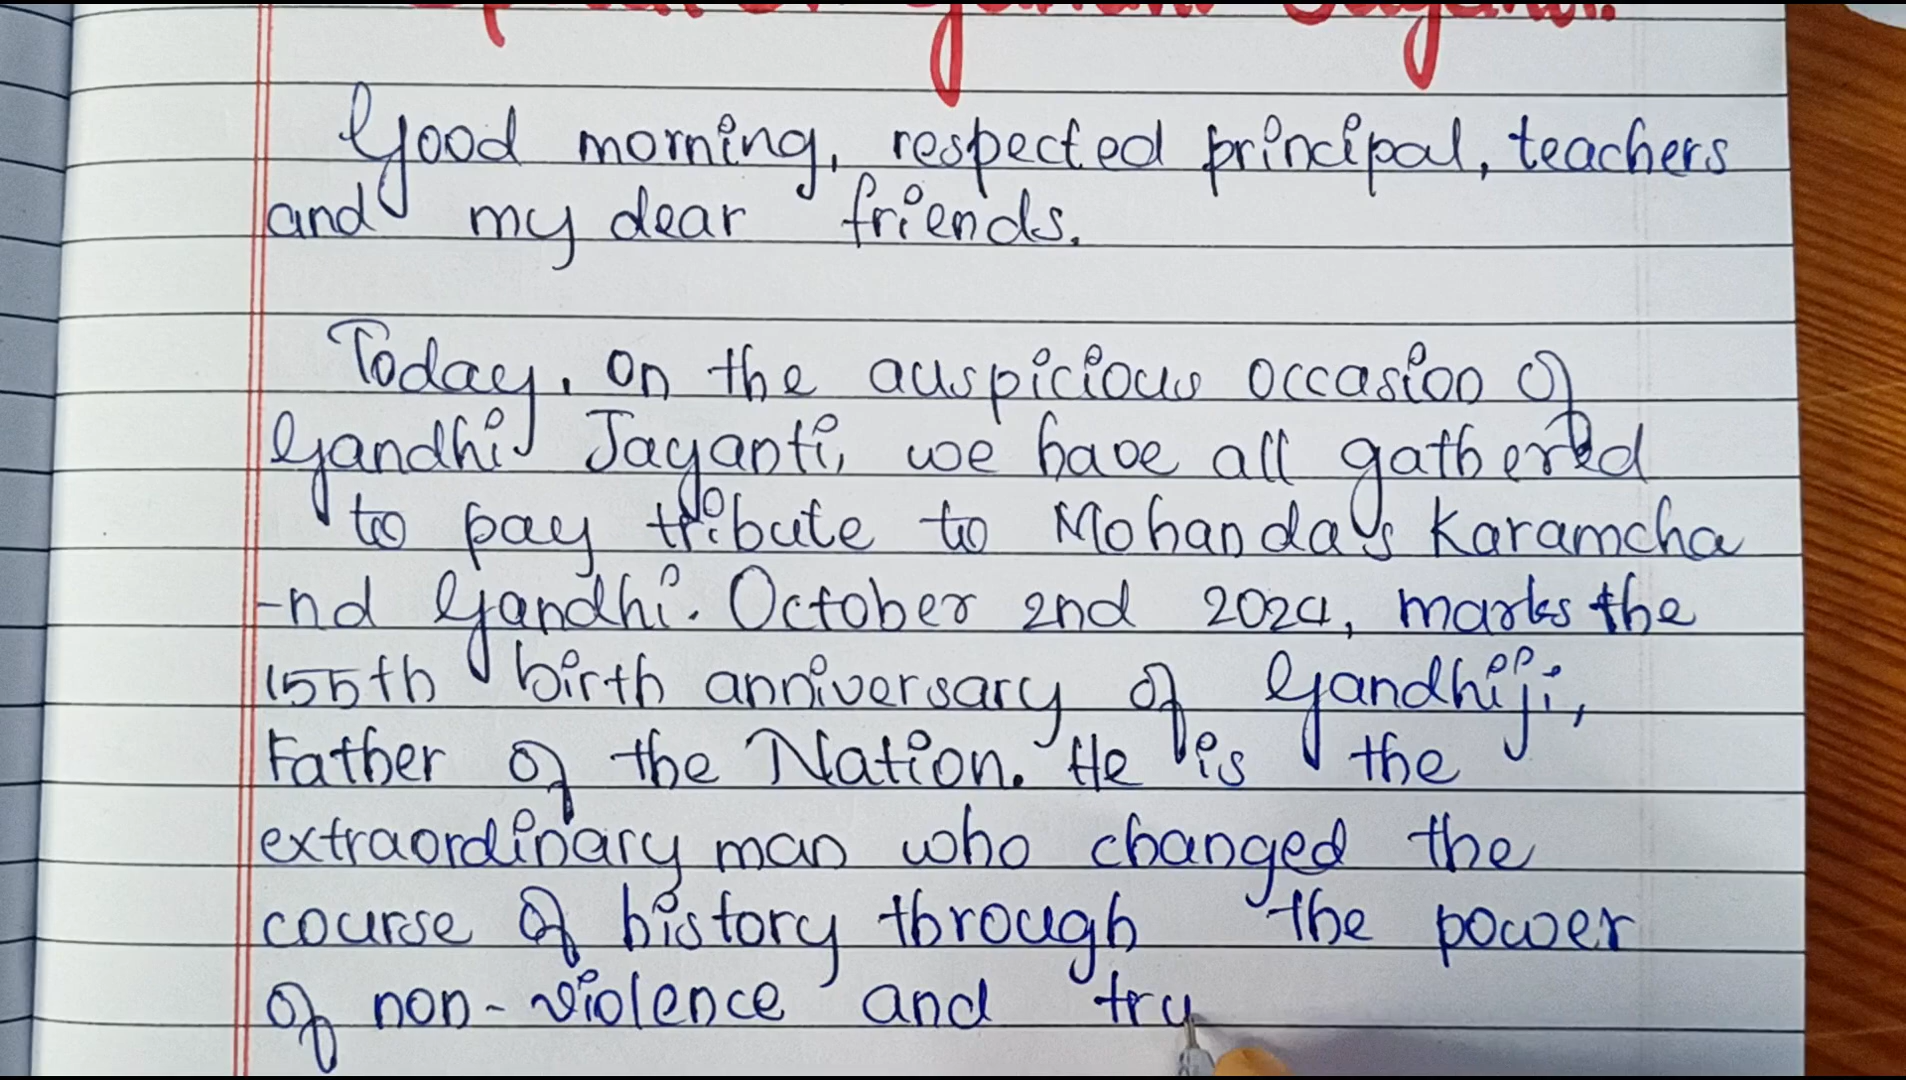 Good morning, respected principal, teachers
and my dear friends.
Today, on the auspicious occasion of
Gandhi Jayanti, we have all gathered
to pay tribute to Mohandas Karamcha
-nd Gandhi. October 2nd 2024, marks the
155th birth anniversary of Gandhiji,
Father of the Nation. He is the
extraordinary man who changed the
course of history through the power
of non-violence and tru